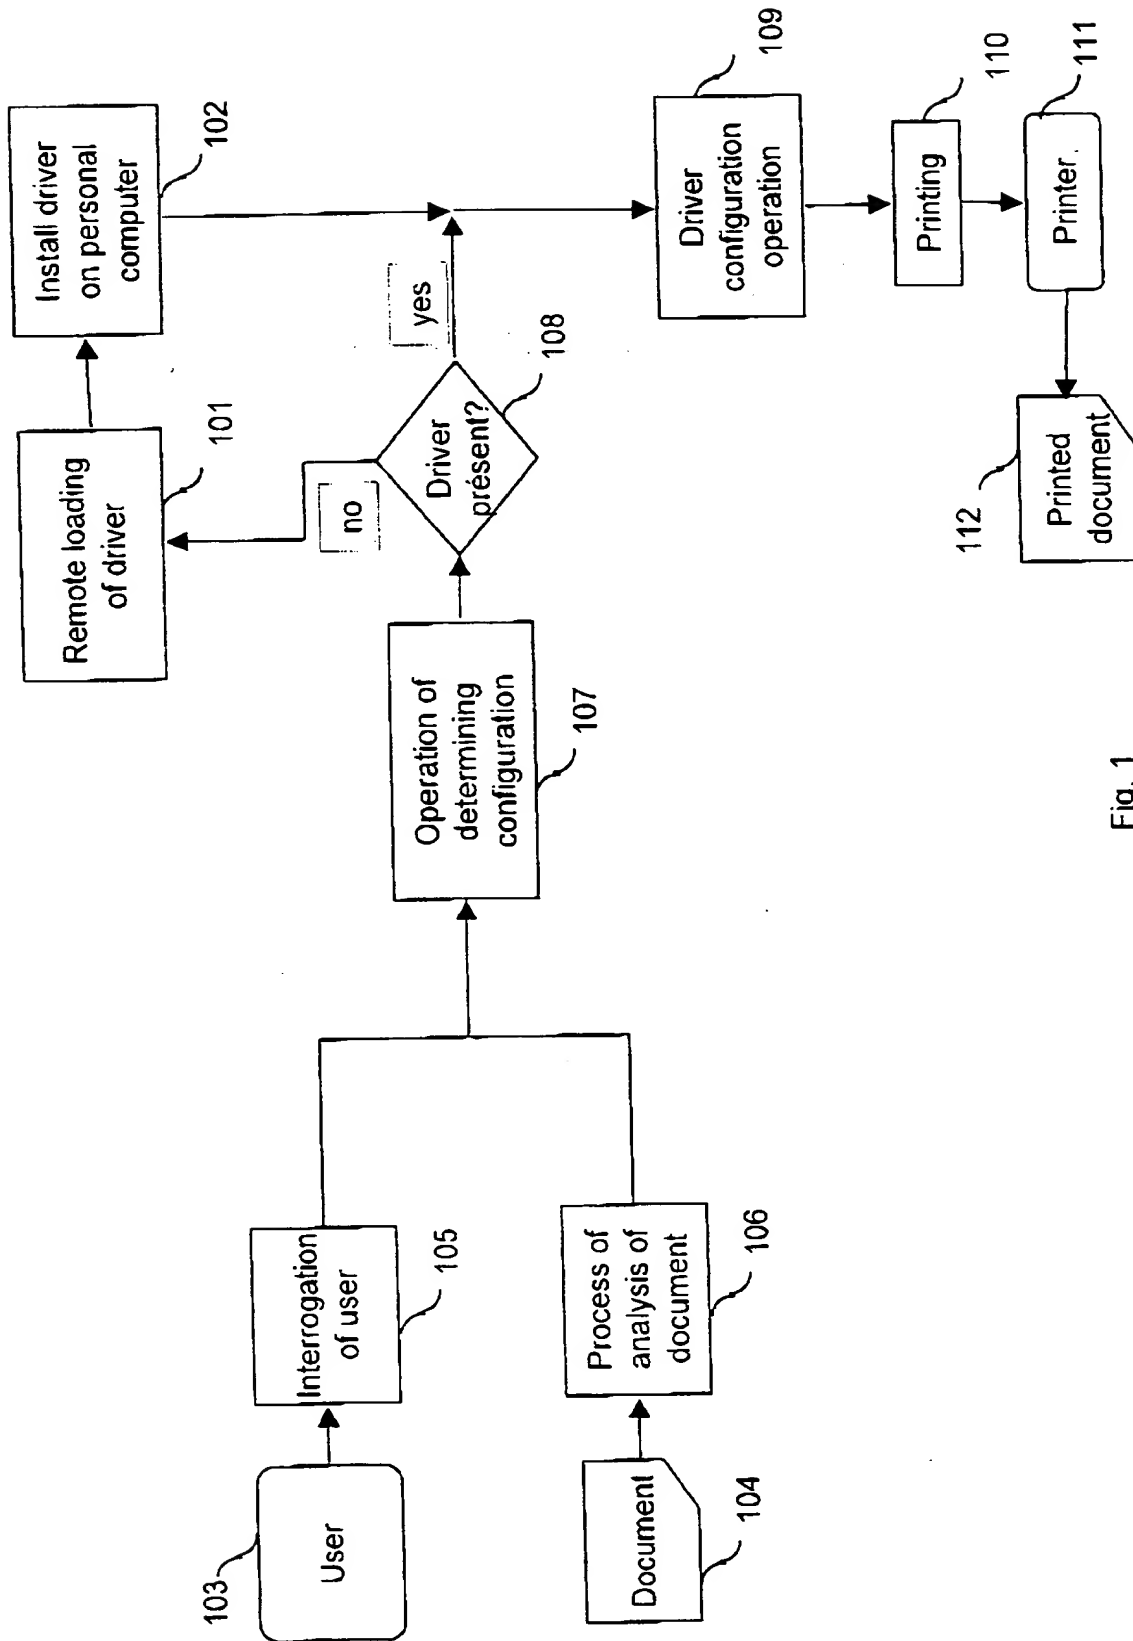 103
User
Interrogation
of user
105
Document
104
Process of
analysis of
document
106
Operation of
determining
configuration
107
Driver
présent?
108
no
yes
Remote loading
of driver
101
Install driver
on personal
computer
102
Driver
configuration
operation
109
Printing
110
Printer
111
Printed
document
112
Fig. 1